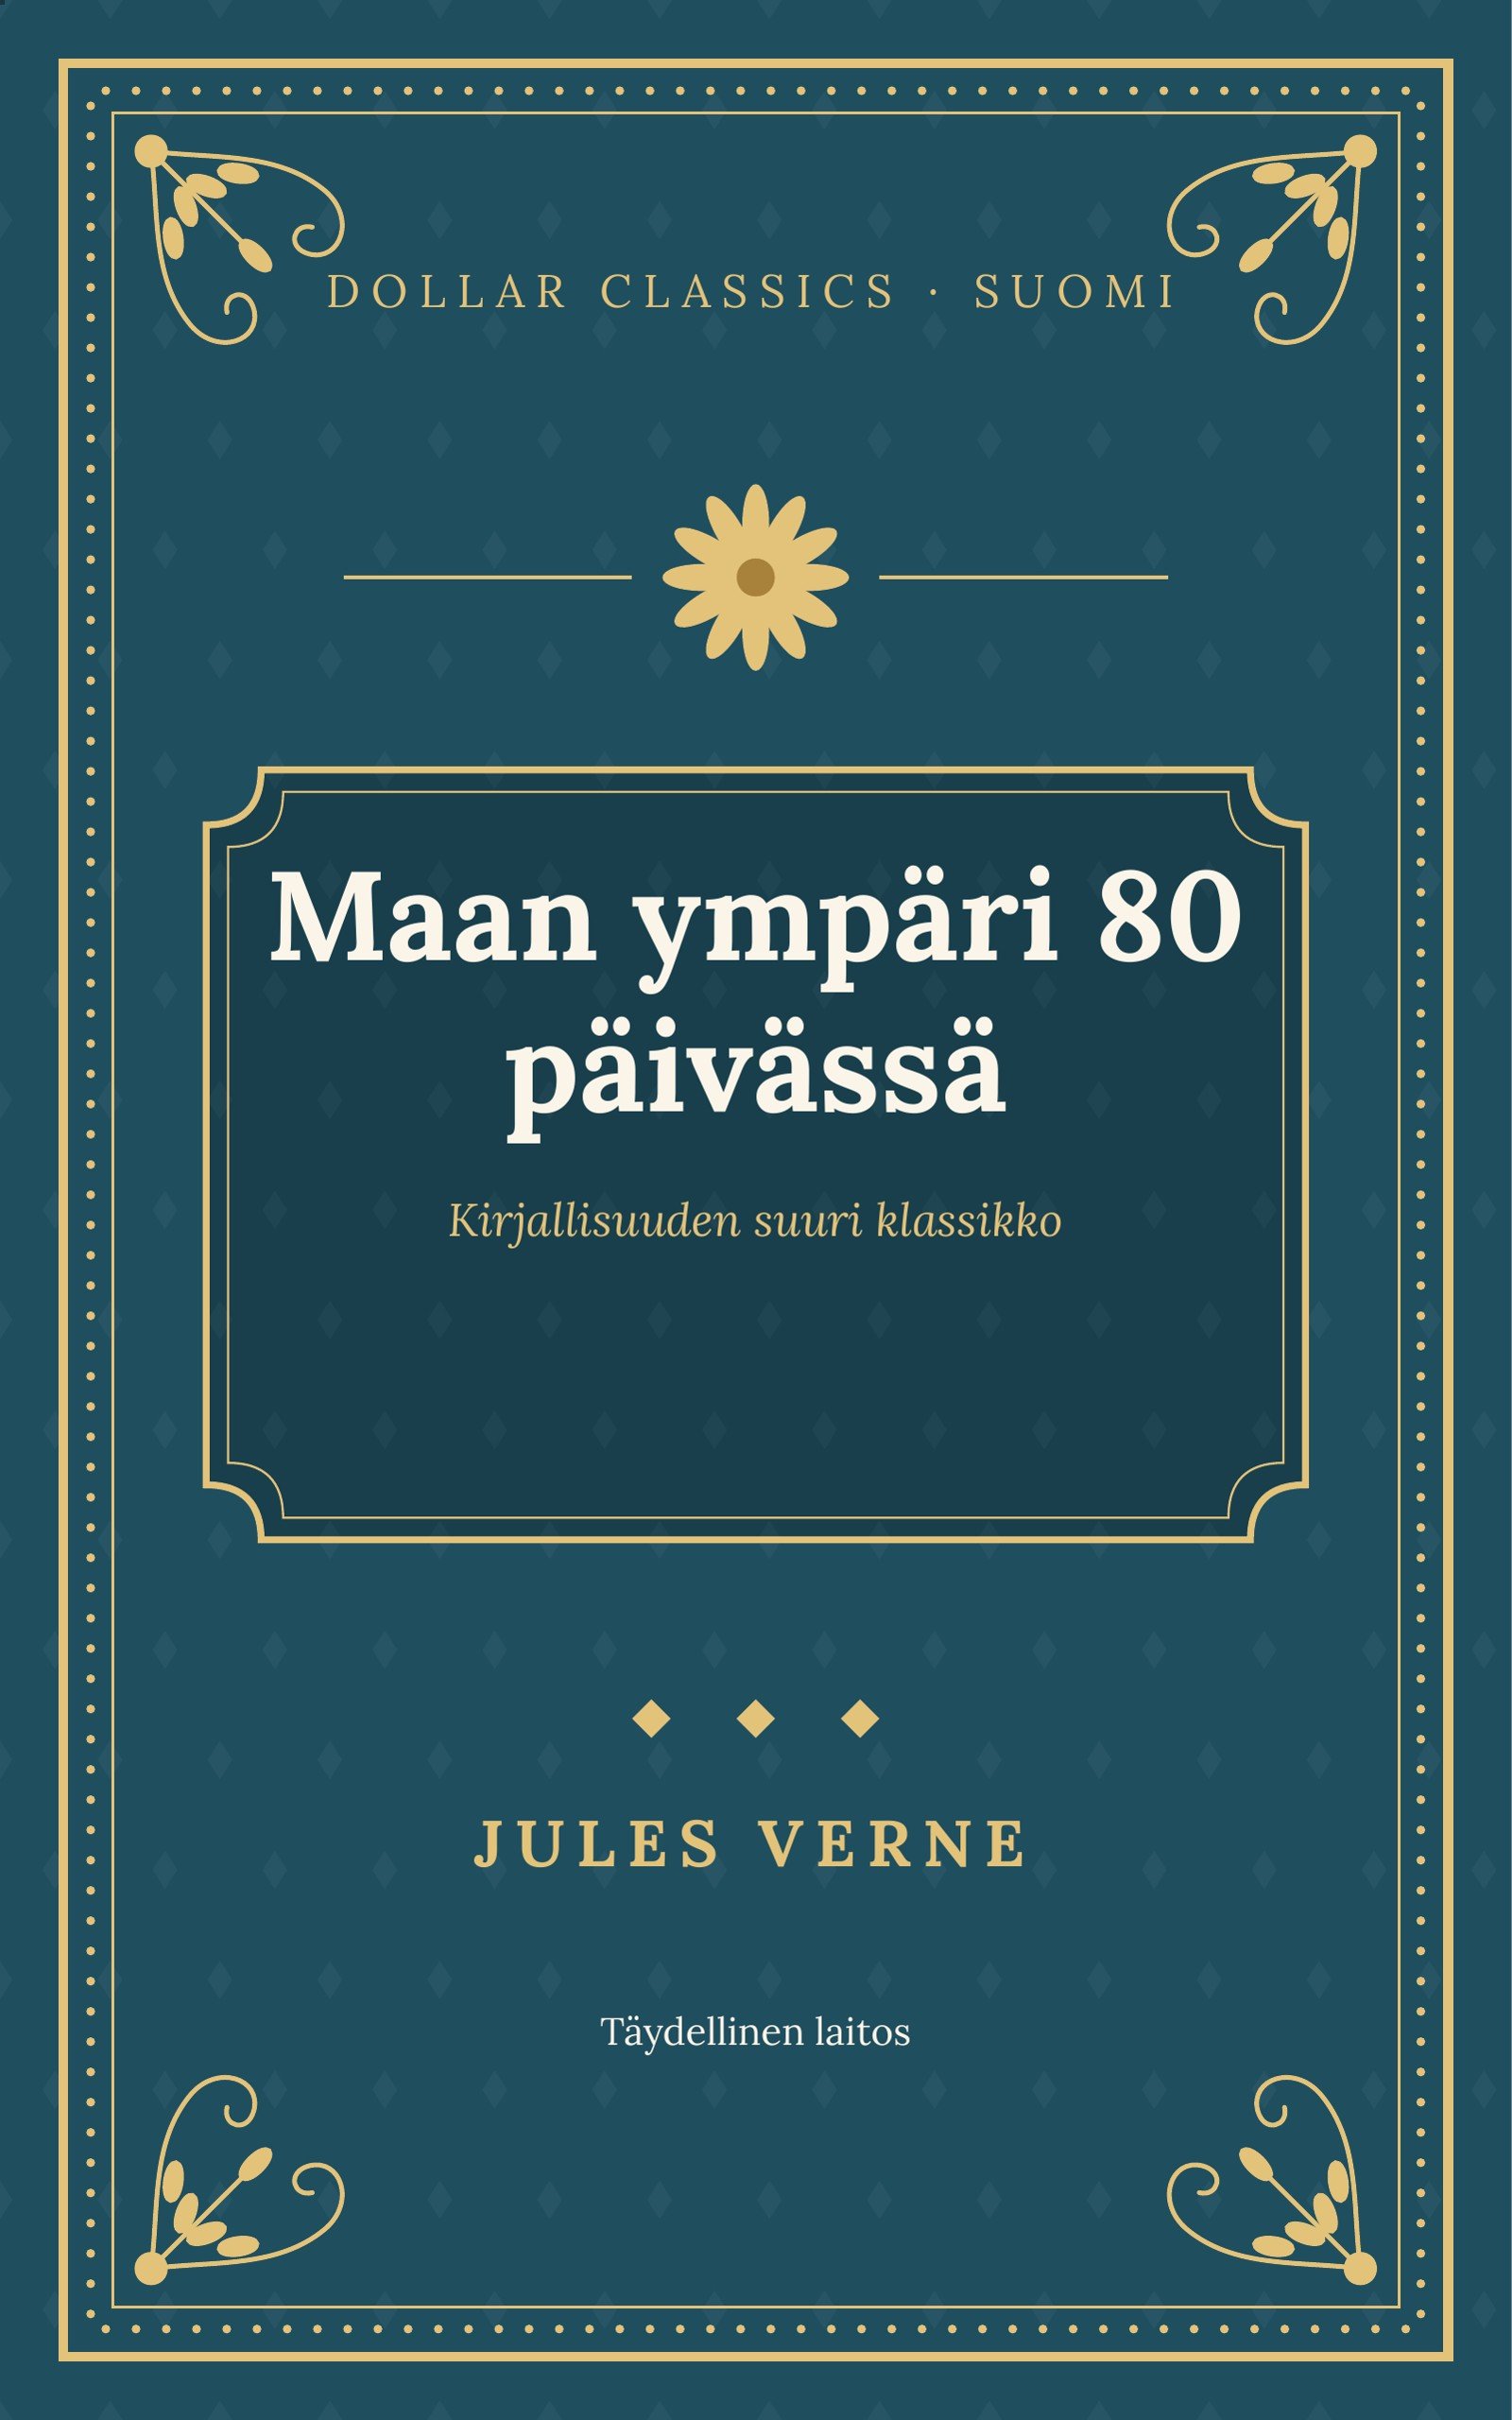 DOLLAR CLASSICS · SUOMI
Maan ympäri 80
päivässä
Kirjallisuuden suuri klassikko
JULES VERNE
Täydellinen laitos